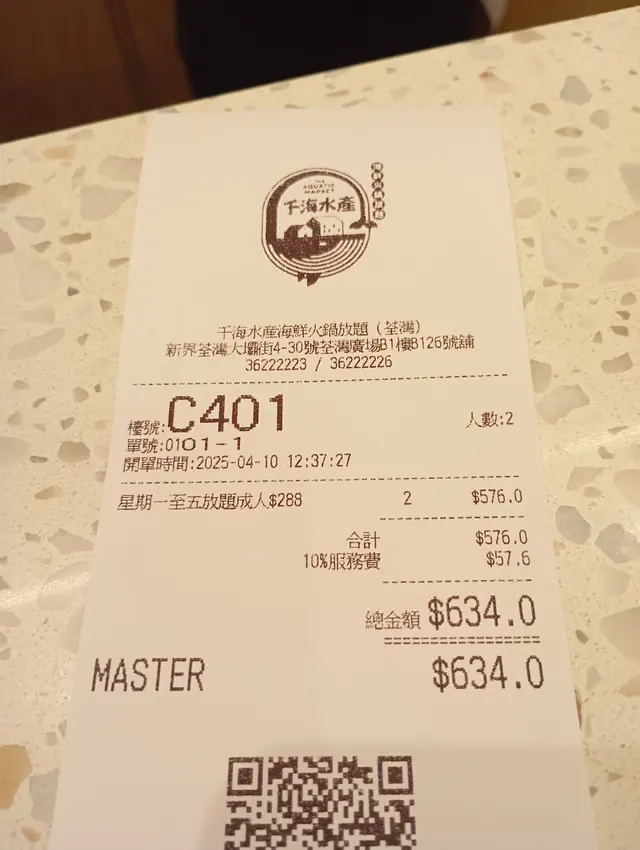 THE
AQUATIC
MARKET
千海水產
千海水產海鮮火鍋放題（荃灣）
新界荃灣大壩街4-30號荃灣廣場B1樓B126號舖
36222223 / 36222226
檯號:C401
人數:2
單號:0101-1
開單時間:2025-04-10 12:37:27
星期一至五放題成人$288 2 $576.0
合計 $576.0
10%服務費 $57.6
總金額 $634.0
MASTER $634.0